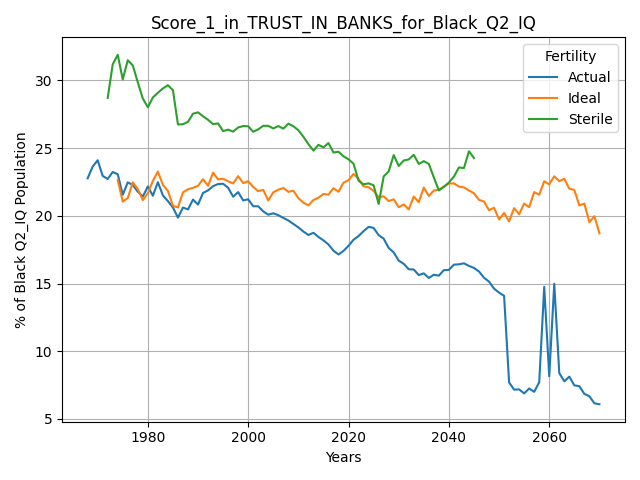 Score_1_in_TRUST_IN_BANKS_for_Black_Q2_IQ
% of Black Q2_IQ Population
30
25
20
15
10
5
1980 2000 2020 2040 2060
Years
Fertility
Actual
Ideal
Sterile